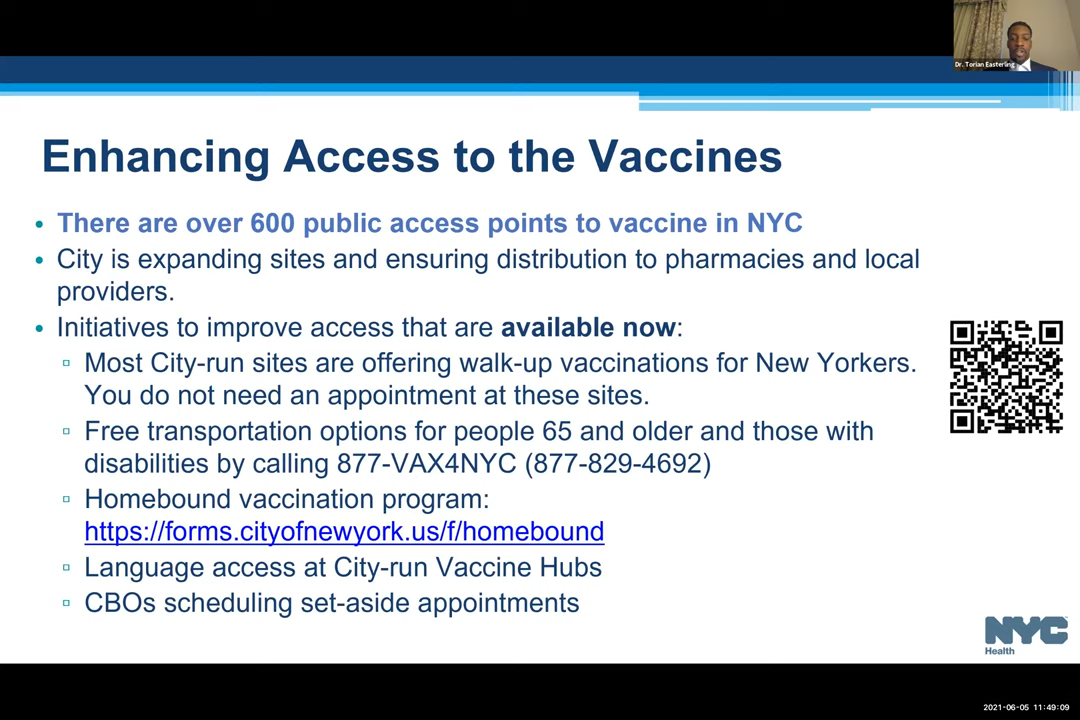 Dr. Torian Easterling
Enhancing Access to the Vaccines
• There are over 600 public access points to vaccine in NYC
• City is expanding sites and ensuring distribution to pharmacies and local
providers.
• Initiatives to improve access that are available now:
▫ Most City-run sites are offering walk-up vaccinations for New Yorkers.
You do not need an appointment at these sites.
▫ Free transportation options for people 65 and older and those with
disabilities by calling 877-VAX4NYC (877-829-4692)
▫ Homebound vaccination program:
https://forms.cityofnewyork.us/f/homebound
▫ Language access at City-run Vaccine Hubs
▫ CBOs scheduling set-aside appointments
NYC
Health
2021-06-05 11:49:09